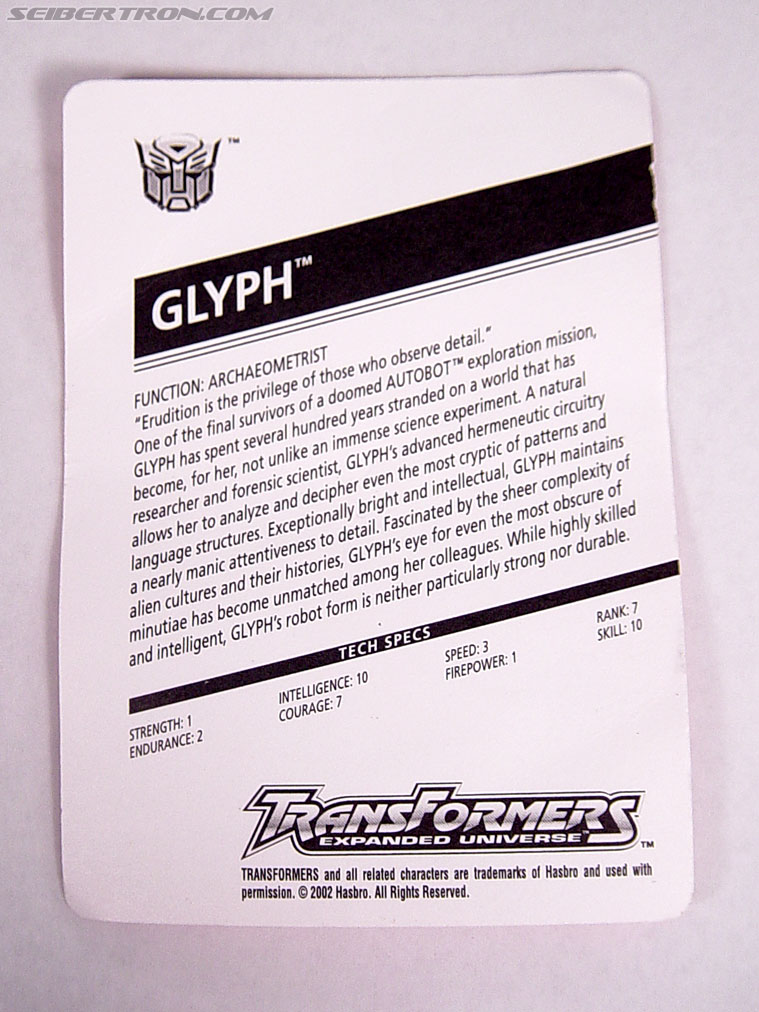 SEIBERTRON.COM
™
GLYPH™
FUNCTION: ARCHAEOMETRIST
"Erudition is the privilege of those who observe detail."
One of the final survivors of a doomed AUTOBOT™ exploration mission,
GLYPH has spent several hundred years stranded on a world that has
become, for her, not unlike an immense science experiment. A natural
researcher and forensic scientist, GLYPH's advanced hermeneutic circuitry
allows her to analyze and decipher even the most cryptic of patterns and
language structures. Exceptionally bright and intellectual, GLYPH maintains
a nearly manic attentiveness to detail. Fascinated by the sheer complexity of
alien cultures and their histories, GLYPH's eye for even the most obscure of
minutiae has become unmatched among her colleagues. While highly skilled
and intelligent, GLYPH's robot form is neither particularly strong nor durable.
TECH SPECS
STRENGTH: 1
ENDURANCE: 2
INTELLIGENCE: 10
COURAGE: 7
SPEED: 3
FIREPOWER: 1
RANK: 7
SKILL: 10
TRANSFORMERS™
EXPANDED UNIVERSE™
TRANSFORMERS and all related characters are trademarks of Hasbro and used with
permission. © 2002 Hasbro. All Rights Reserved.